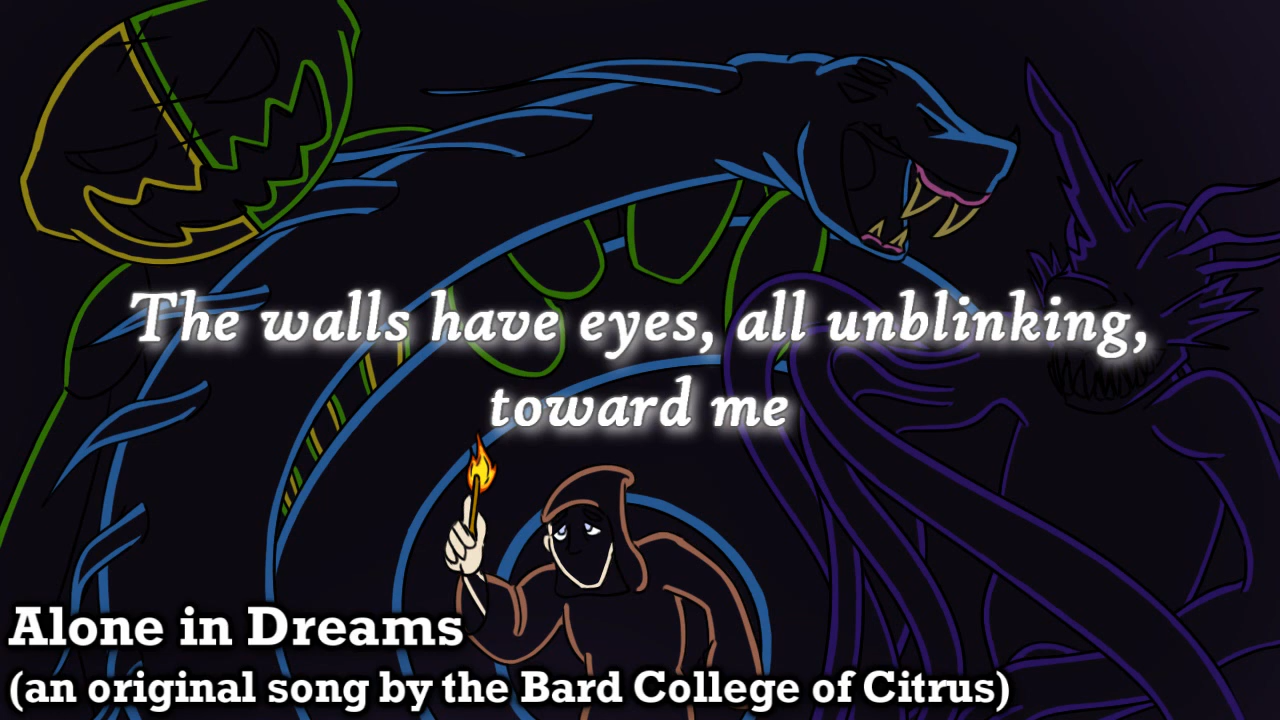 The walls have eyes, all unblinking,
toward me
Alone in Dreams
(an original song by the Bard College of Citrus)